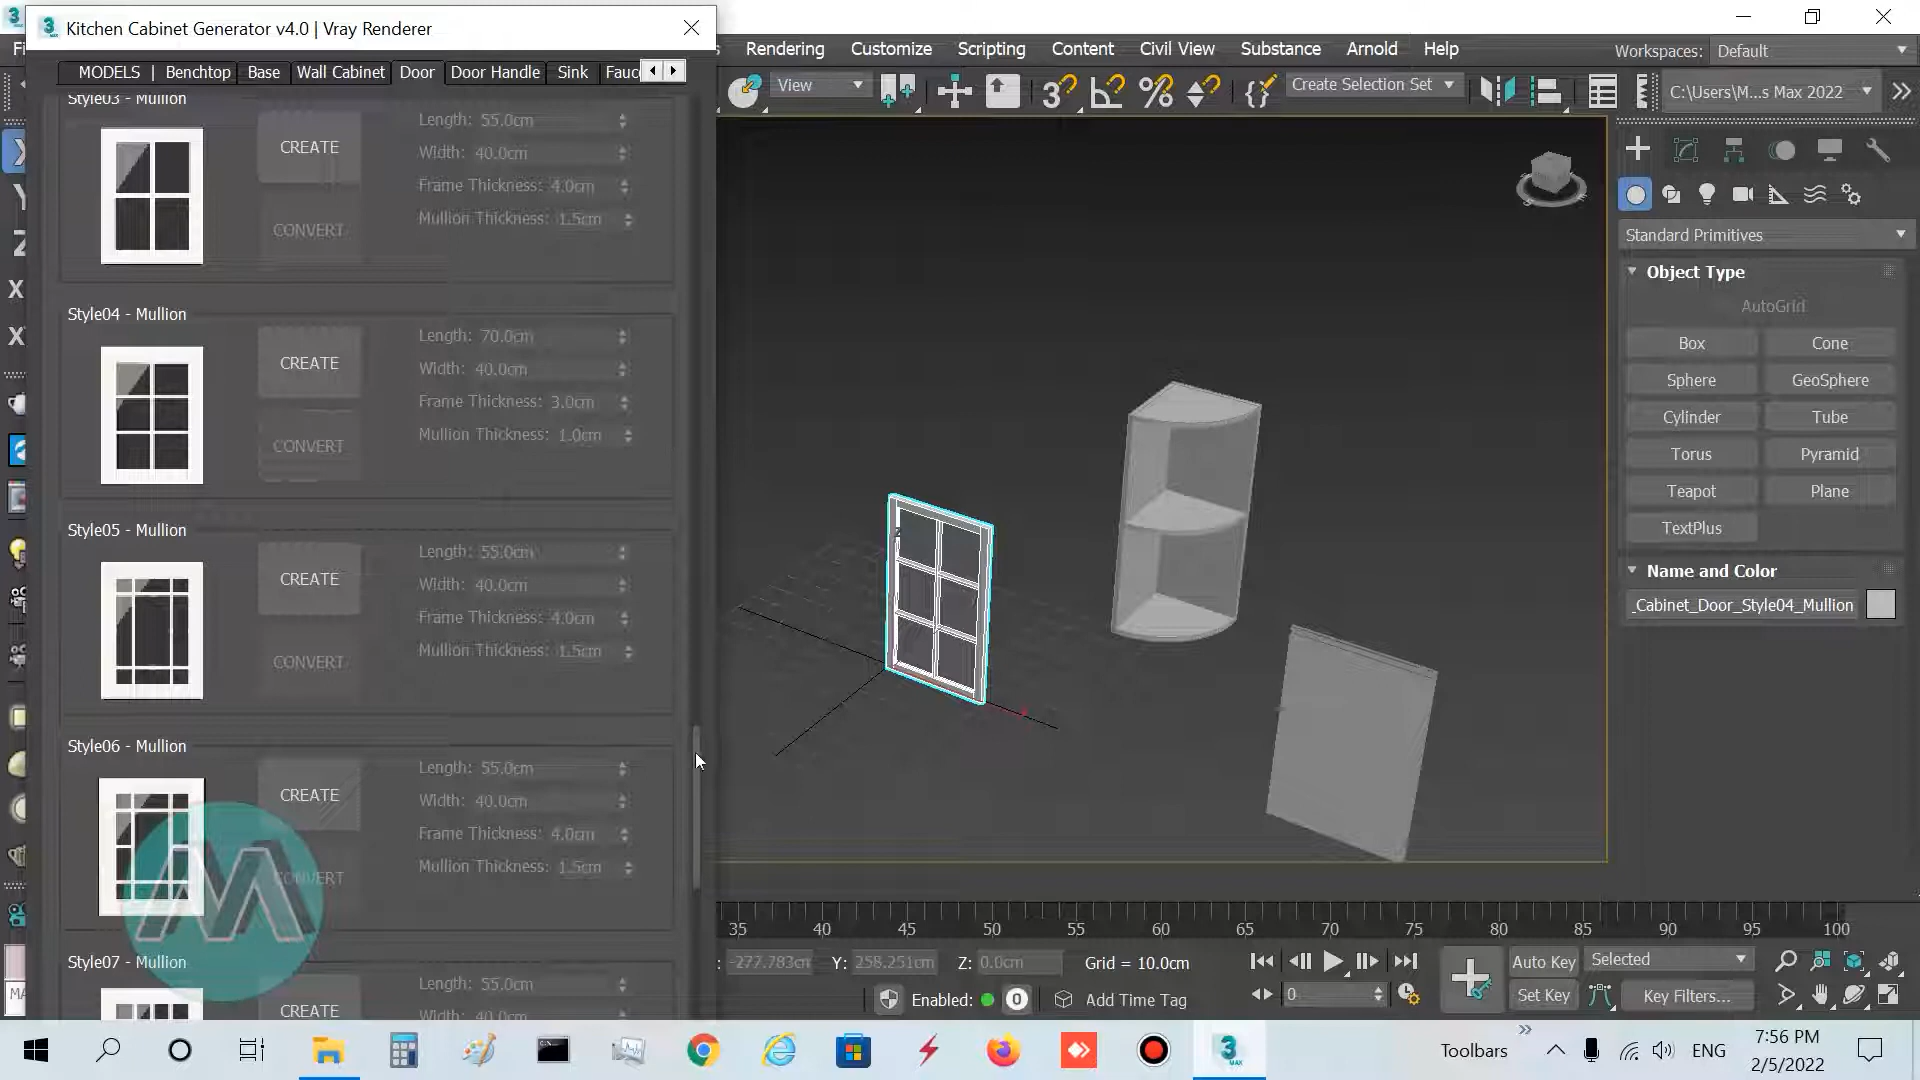 Kitchen Cabinet Generator v4.0 | Vray Renderer
MODELS | Benchtop Base Wall Cabinet Door Door Handle Sink Fauc
Rendering Customize Scripting Content Civil View Substance Arnold Help
Workspaces: Default
View
Create Selection Set
C:\Users\M...s Max 2022
Style03 - Mullion
CREATE
CONVERT
Length: 55.0cm
Width: 40.0cm
Frame Thickness: 4.0cm
Mullion Thickness: 1.5cm
Style04 - Mullion
CREATE
CONVERT
Length: 70.0cm
Width: 40.0cm
Frame Thickness: 3.0cm
Mullion Thickness: 1.0cm
Style05 - Mullion
CREATE
CONVERT
Length: 55.0cm
Width: 40.0cm
Frame Thickness: 4.0cm
Mullion Thickness: 1.5cm
Style06 - Mullion
CREATE
CONVERT
Length: 55.0cm
Width: 40.0cm
Frame Thickness: 4.0cm
Mullion Thickness: 1.5cm
Style07 - Mullion
CREATE
Length: 55.0cm
Width: 40.0cm
Standard Primitives
Object Type
AutoGrid
Box Cone
Sphere GeoSphere
Cylinder Tube
Torus Pyramid
Teapot Plane
TextPlus
Name and Color
_Cabinet_Door_Style04_Mullion
35 40 45 50 55 60 65 70 75 80 85 90 95 100
: -277.783cm Y: 258.251cm Z: 0.0cm Grid = 10.0cm
Auto Key Selected
Enabled: 0 Add Time Tag
0
Set Key Key Filters...
Toolbars ENG
7:56 PM
2/5/2022